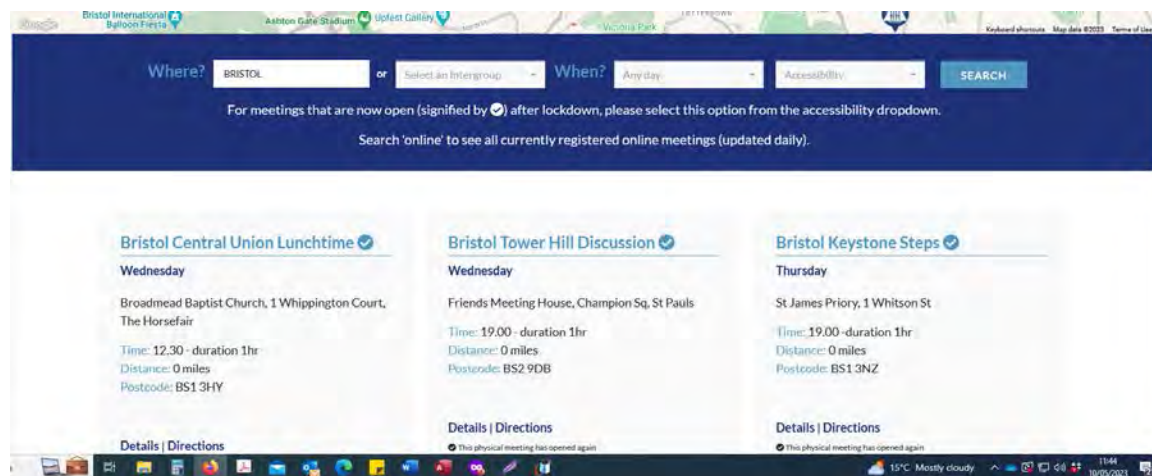 Bristol International
Balloon Fiesta
Ashton Gate Stadium
Upfest Gallery
Victoria Park
Keyboard shortcuts Map data ©2023 Terms of Use
Where? BRISTOL or Select an Intergroup When? Any day Accessibility SEARCH
For meetings that are now open (signified by ) after lockdown, please select this option from the accessibility dropdown.
Search 'online' to see all currently registered online meetings (updated daily).
Bristol Central Union Lunchtime
Wednesday
Broadmead Baptist Church, 1 Whippington Court,
The Horsefair
Time: 12.30 - duration 1hr
Distance: 0 miles
Postcode: BS1 3HY
Details | Directions
Bristol Tower Hill Discussion
Wednesday
Friends Meeting House, Champion Sq, St Pauls
Time: 19.00 - duration 1hr
Distance: 0 miles
Postcode: BS2 9DB
Details | Directions
This physical meeting has opened again
Bristol Keystone Steps
Thursday
St James Priory, 1 Whitson St
Time: 19.00 - duration 1hr
Distance: 0 miles
Postcode: BS1 3NZ
Details | Directions
This physical meeting has opened again
15°C Mostly cloudy
11:44
10/05/2023